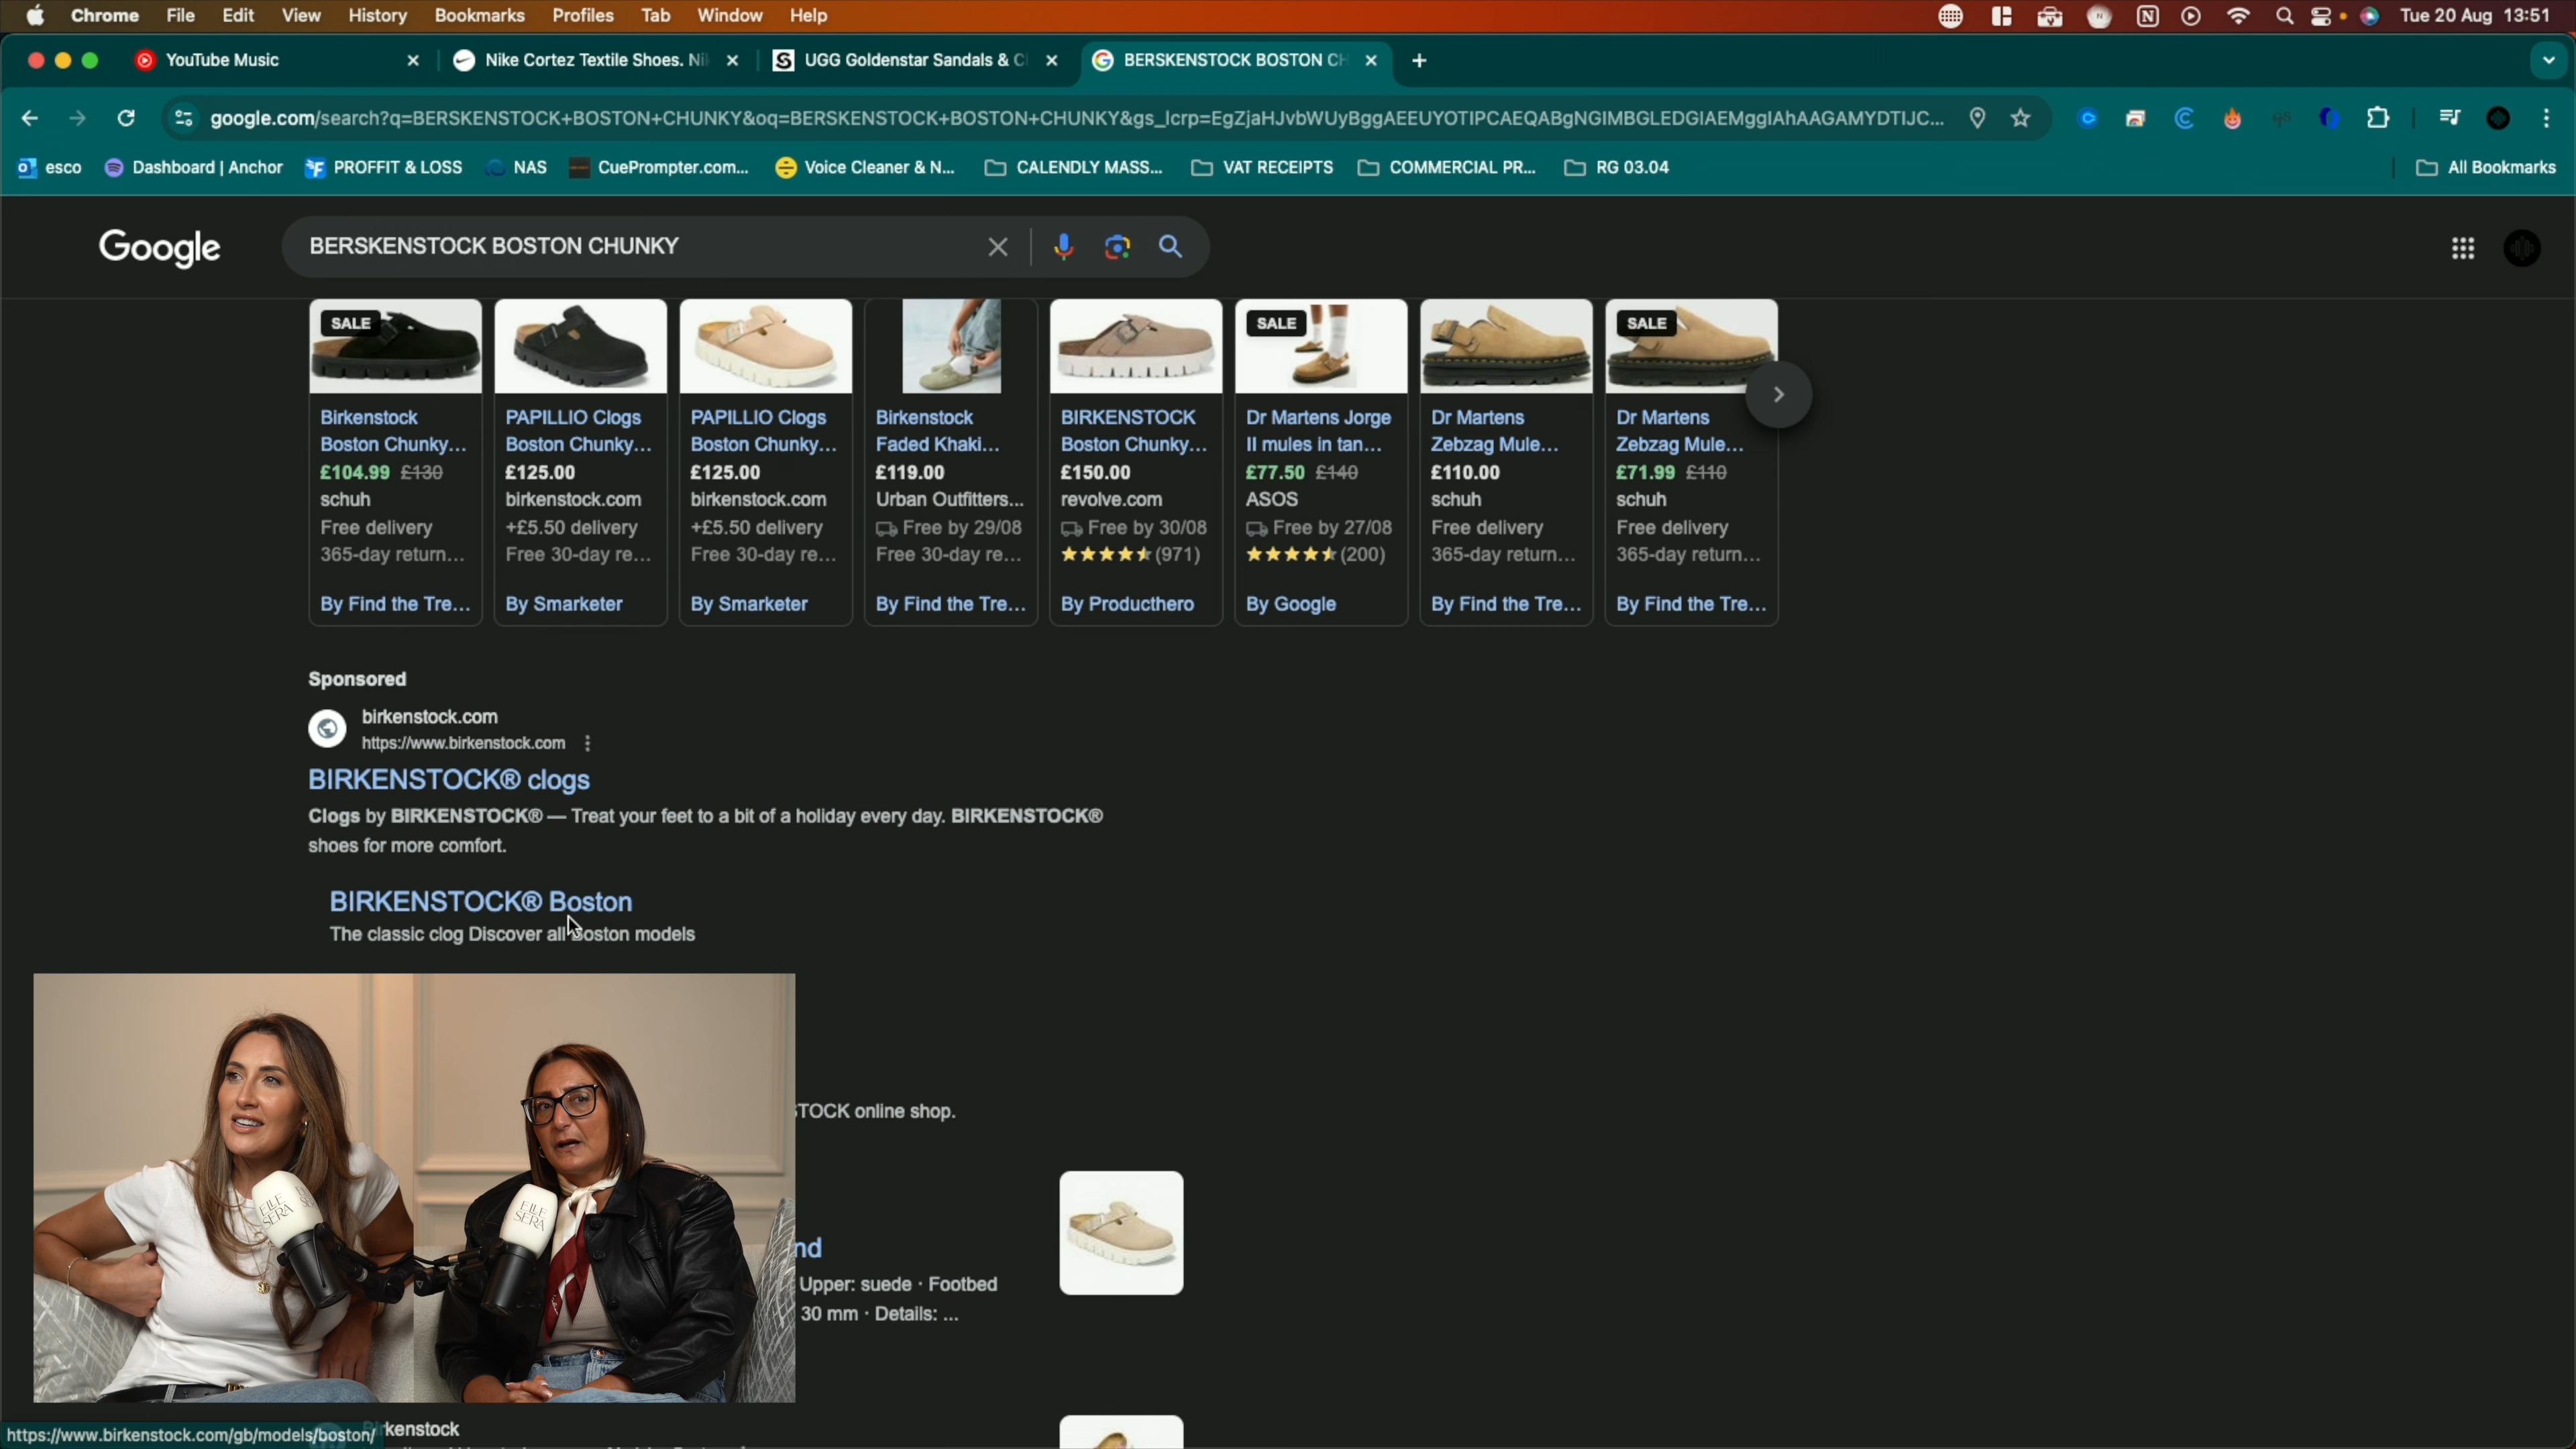 Chrome File Edit View History Bookmarks Profiles Tab Window Help
Tue 20 Aug 13:51
YouTube Music
Nike Cortez Textile Shoes. Ni
UGG Goldenstar Sandals & C
BERSKENSTOCK BOSTON CH
google.com/search?q=BERSKENSTOCK+BOSTON+CHUNKY&oq=BERSKENSTOCK+BOSTON+CHUNKY&gs_lcrp=EgZjaHJvbWUyBggAEEUYOTIPCAEQABgNGIMBGLEDGIAEMggIAhAAGAMYDTIJC...
esco
Dashboard | Anchor
PROFFIT & LOSS
NAS
CuePrompter.com...
Voice Cleaner & N...
CALENDLY MASS...
VAT RECEIPTS
COMMERCIAL PR...
RG 03.04
All Bookmarks
Google
BERSKENSTOCK BOSTON CHUNKY
SALE
Birkenstock
Boston Chunky...
£104.99 £130
schuh
Free delivery
365-day return...
By Find the Tre...
PAPILLIO Clogs
Boston Chunky...
£125.00
birkenstock.com
+£5.50 delivery
Free 30-day re...
By Smarketer
PAPILLIO Clogs
Boston Chunky...
£125.00
birkenstock.com
+£5.50 delivery
Free 30-day re...
By Smarketer
Birkenstock
Faded Khaki...
£119.00
Urban Outfitters...
Free by 29/08
Free 30-day re...
By Find the Tre...
BIRKENSTOCK
Boston Chunky...
£150.00
revolve.com
Free by 30/08
(971)
By Producthero
SALE
Dr Martens Jorge
II mules in tan...
£77.50 £140
ASOS
Free by 27/08
(200)
By Google
Dr Martens
Zebzag Mule...
£110.00
schuh
Free delivery
365-day return...
By Find the Tre...
SALE
Dr Martens
Zebzag Mule...
£71.99 £110
schuh
Free delivery
365-day return...
By Find the Tre...
Sponsored
birkenstock.com
https://www.birkenstock.com
BIRKENSTOCK® clogs
Clogs by BIRKENSTOCK® — Treat your feet to a bit of a holiday every day. BIRKENSTOCK®
shoes for more comfort.
BIRKENSTOCK® Boston
The classic clog Discover all Boston models
STOCK online shop.
nd
Upper: suede · Footbed
30 mm · Details: ...
ELLE
SERA
ELLE
SERA
Birkenstock
https://www.birkenstock.com/gb/models/boston/